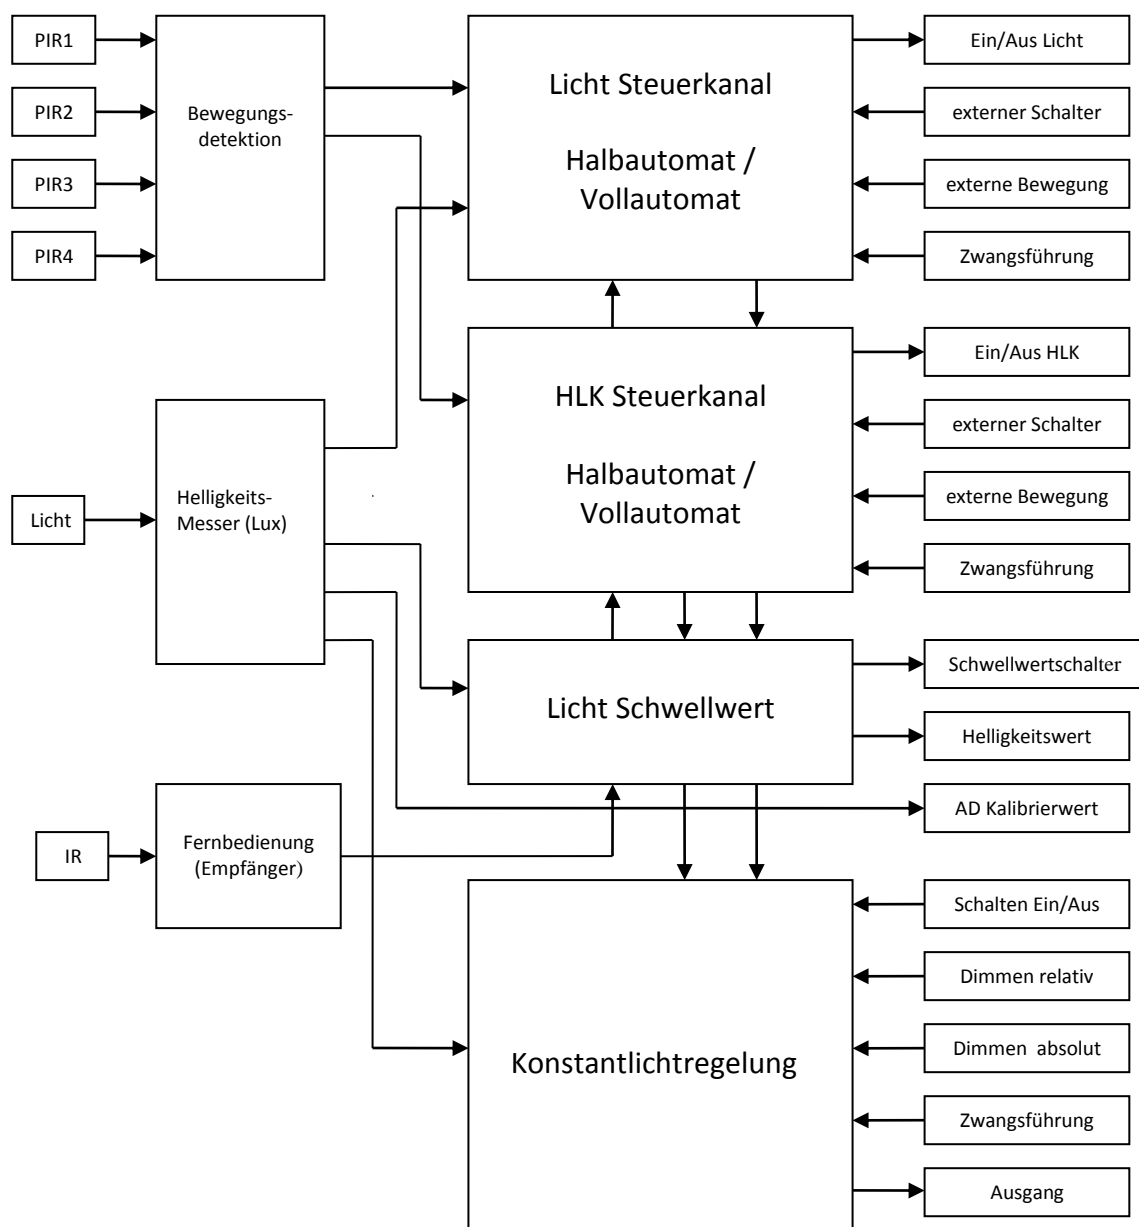 PIR1
PIR2
PIR3
PIR4
Bewegungs-
detektion
Licht Steuerkanal
Halbautomat /
Vollautomat
Ein/Aus Licht
externer Schalter
externe Bewegung
Zwangsführung
HLK Steuerkanal
Halbautomat /
Vollautomat
Ein/Aus HLK
externer Schalter
externe Bewegung
Zwangsführung
Licht
Helligkeits-
Messer (Lux)
Licht Schwellwert
Schwellwertschalter
Helligkeitswert
AD Kalibrierwert
IR
Fernbedienung
(Empfänger)
Konstantlichtregelung
Schalten Ein/Aus
Dimmen relativ
Dimmen  absolut
Zwangsführung
Ausgang